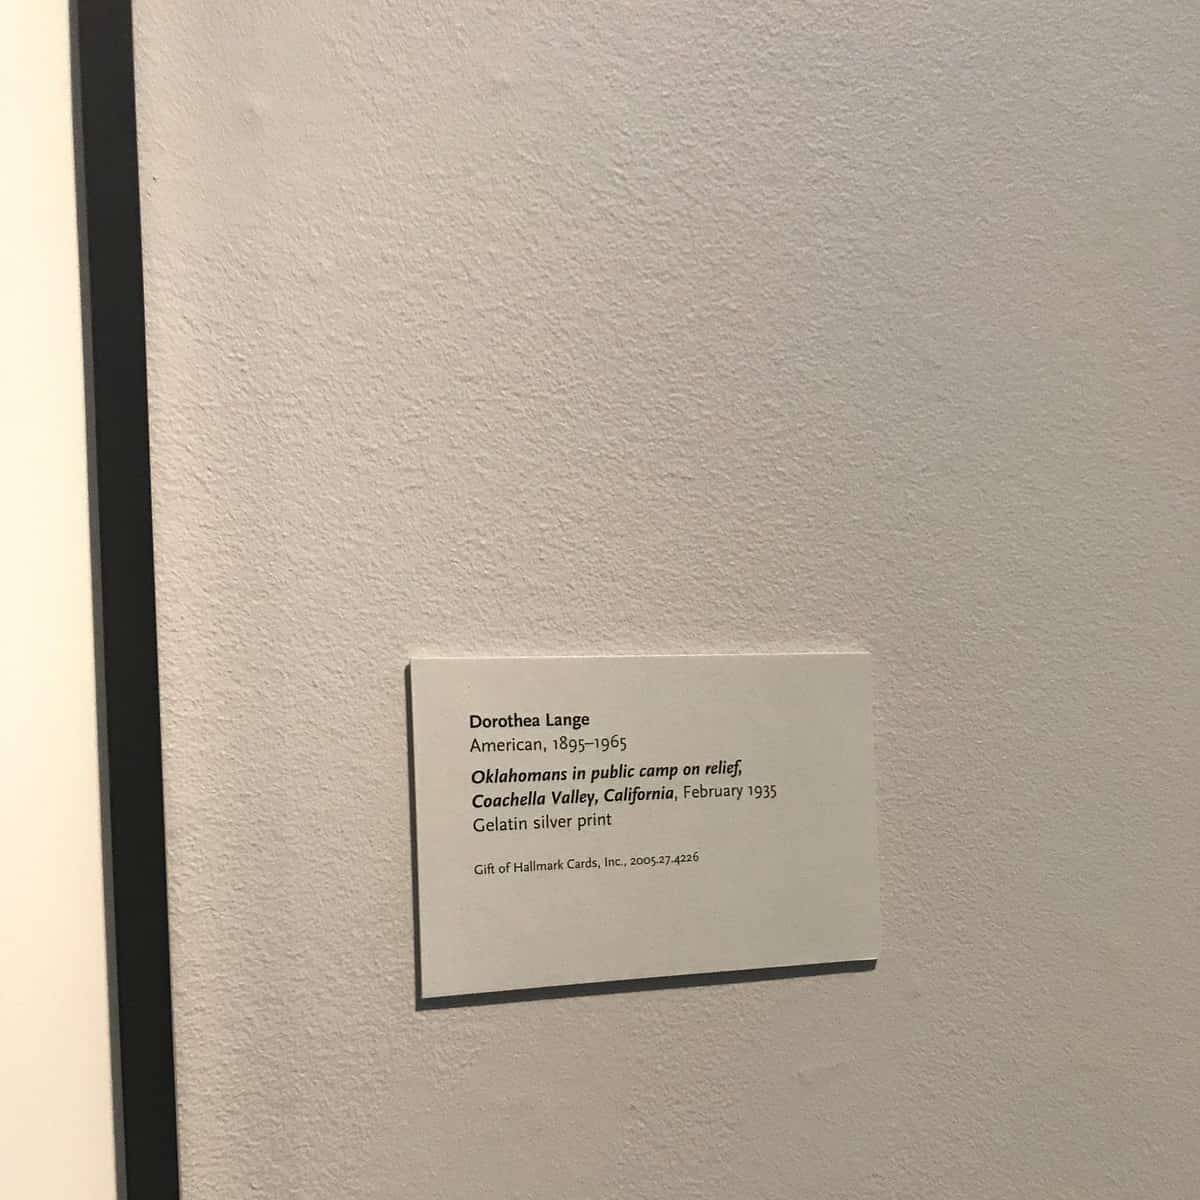 Dorothea Lange
American, 1895–1965
Oklahomans in public camp on relief,
Coachella Valley, California, February 1935
Gelatin silver print
Gift of Hallmark Cards, Inc., 2005.27.4226